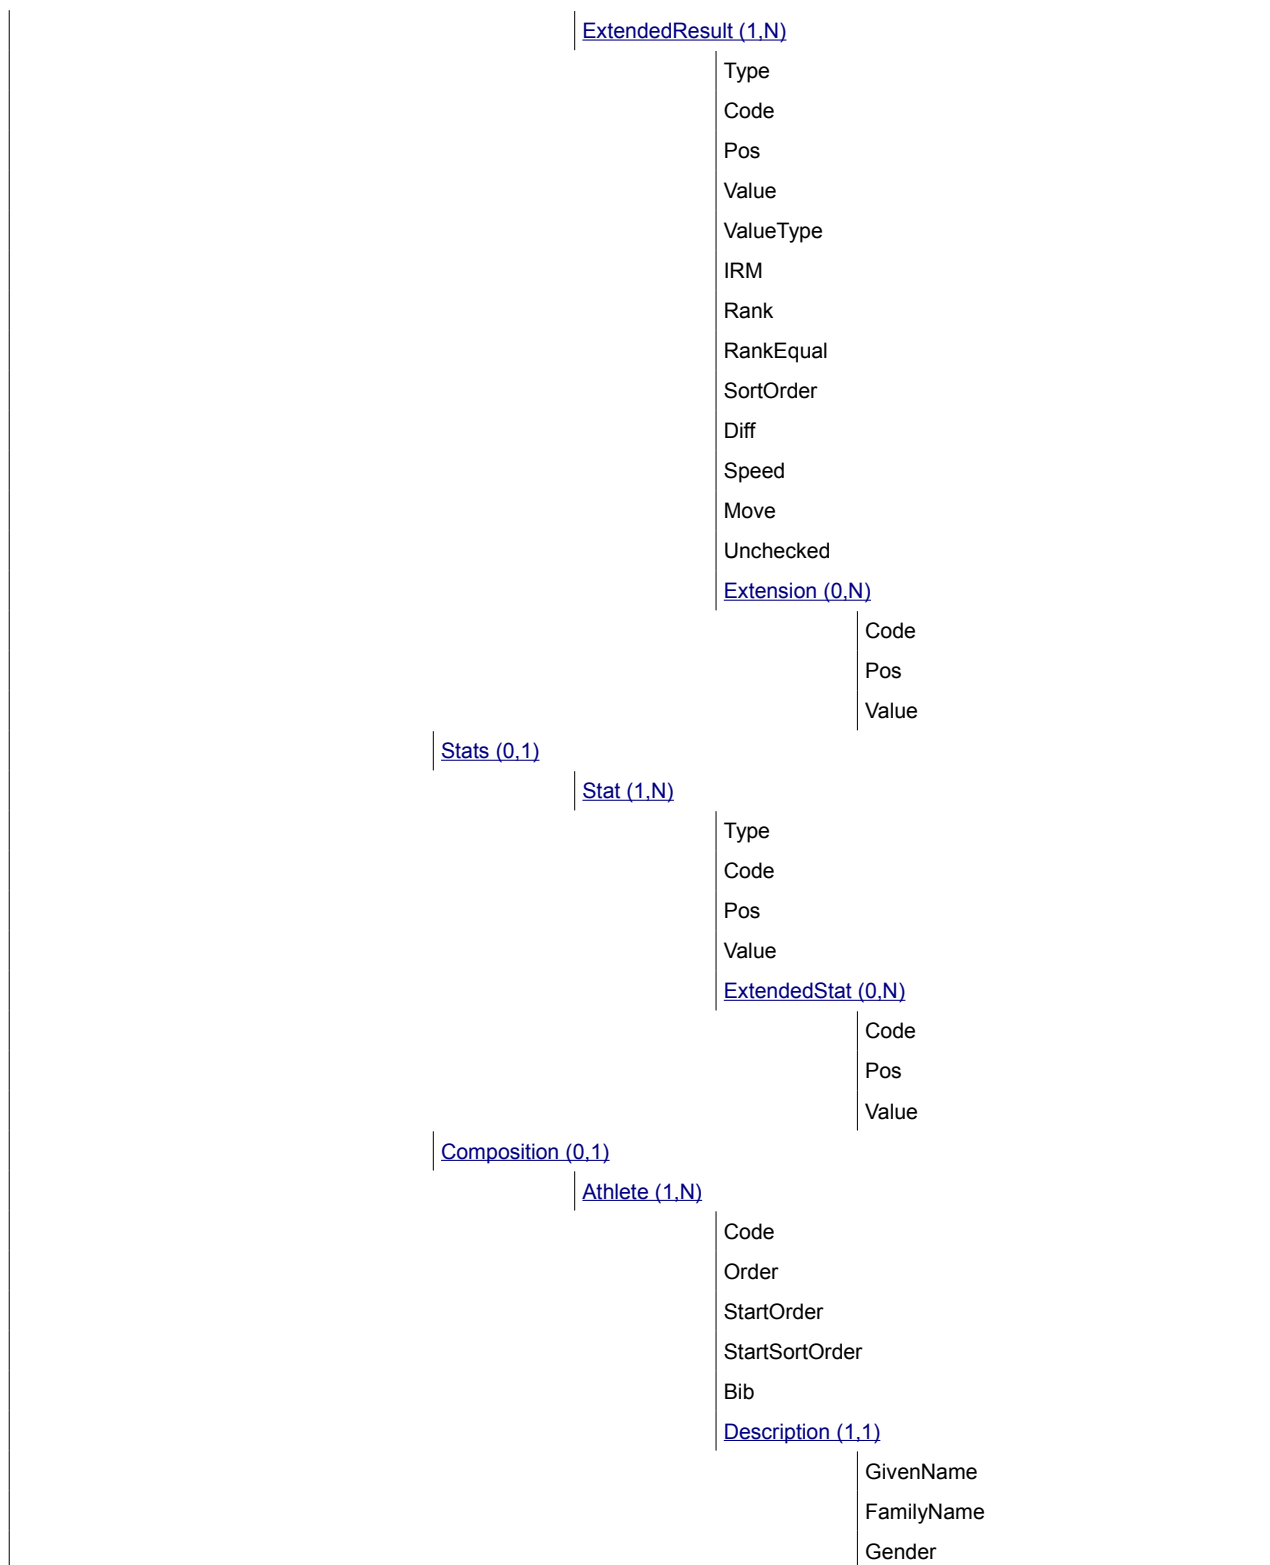 ExtendedResult (1,N)
Type
Code
Pos
Value
ValueType
IRM
Rank
RankEqual
SortOrder
Diff
Speed
Move
Unchecked
Extension (0,N)
Code
Pos
Value
Stats (0,1)
Stat (1,N)
Type
Code
Pos
Value
ExtendedStat (0,N)
Code
Pos
Value
Composition (0,1)
Athlete (1,N)
Code
Order
StartOrder
StartSortOrder
Bib
Description (1,1)
GivenName
FamilyName
Gender